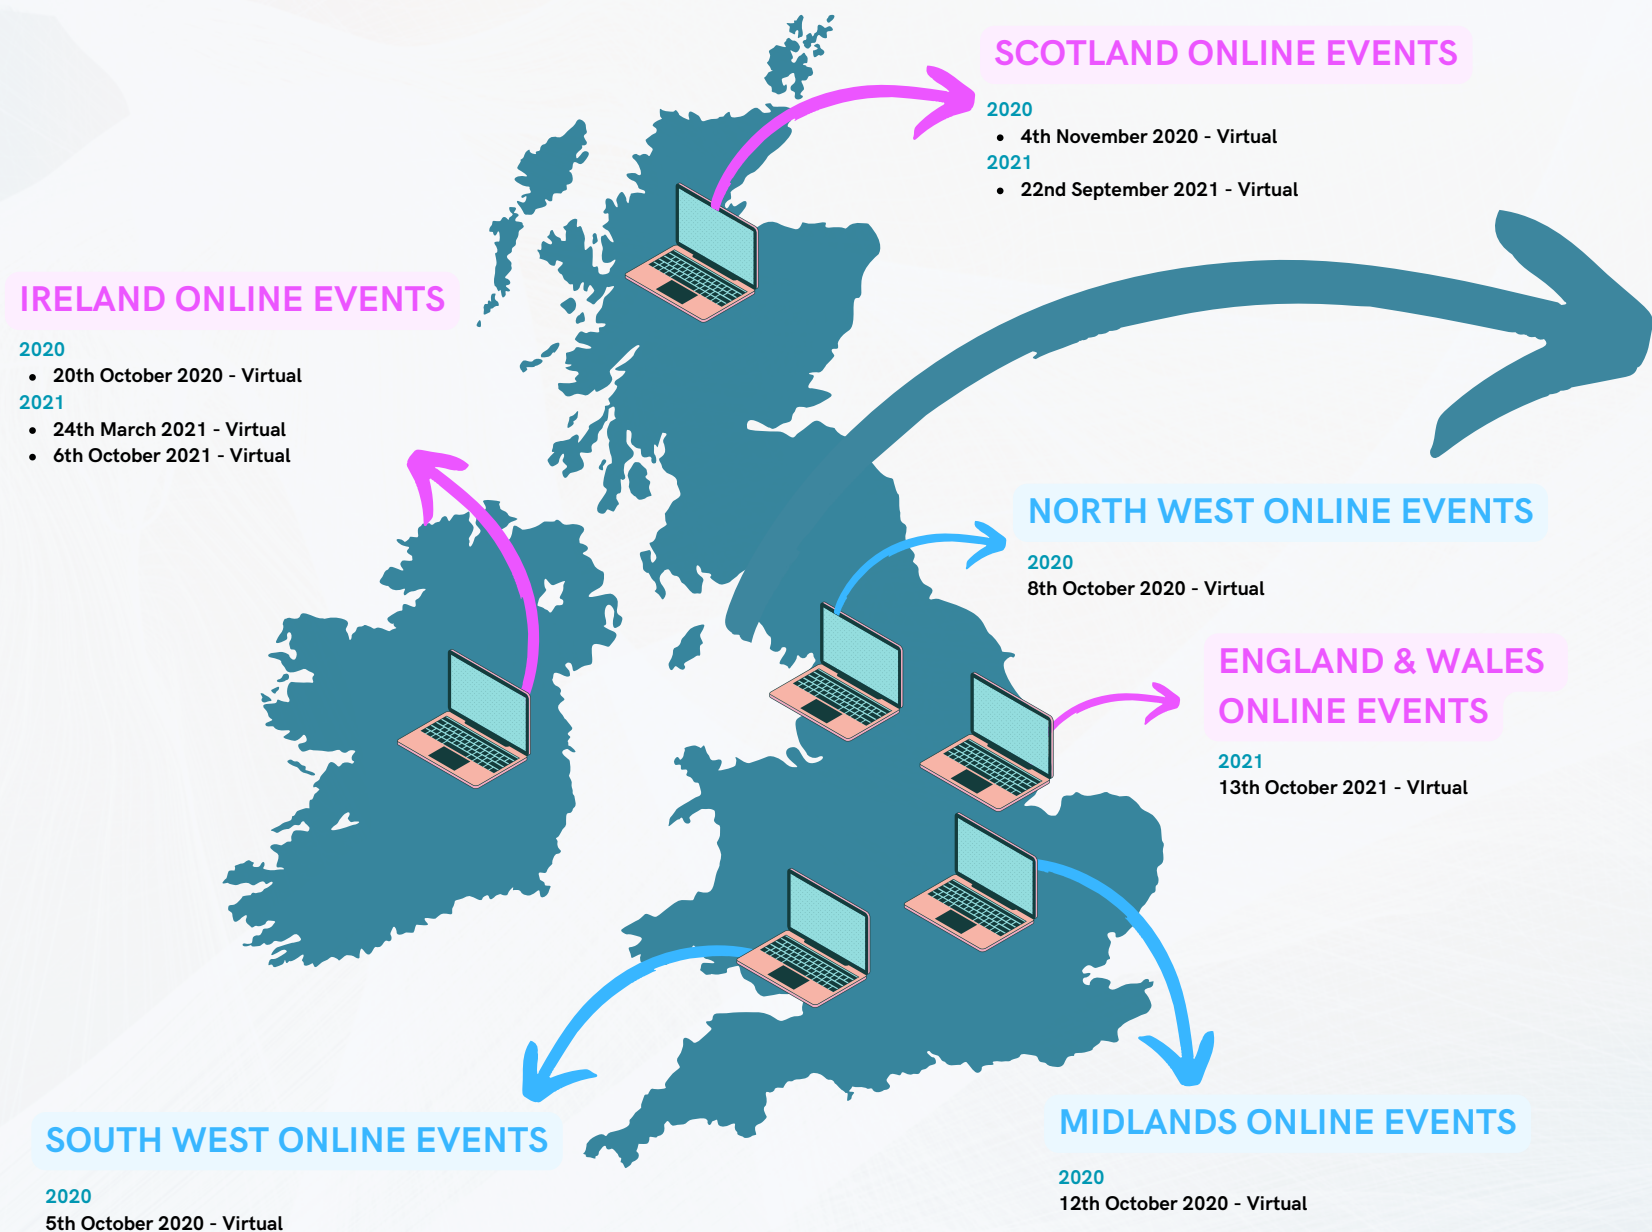 SCOTLAND ONLINE EVENTS
2020
• 4th November 2020 - Virtual
2021
• 22nd September 2021 - Virtual
IRELAND ONLINE EVENTS
2020
• 20th October 2020 - Virtual
2021
• 24th March 2021 - Virtual
• 6th October 2021 - Virtual
NORTH WEST ONLINE EVENTS
2020
8th October 2020 - Virtual
ENGLAND & WALES
ONLINE EVENTS
2021
13th October 2021 - VIrtual
SOUTH WEST ONLINE EVENTS
2020
5th October 2020 - Virtual
MIDLANDS ONLINE EVENTS
2020
12th October 2020 - Virtual